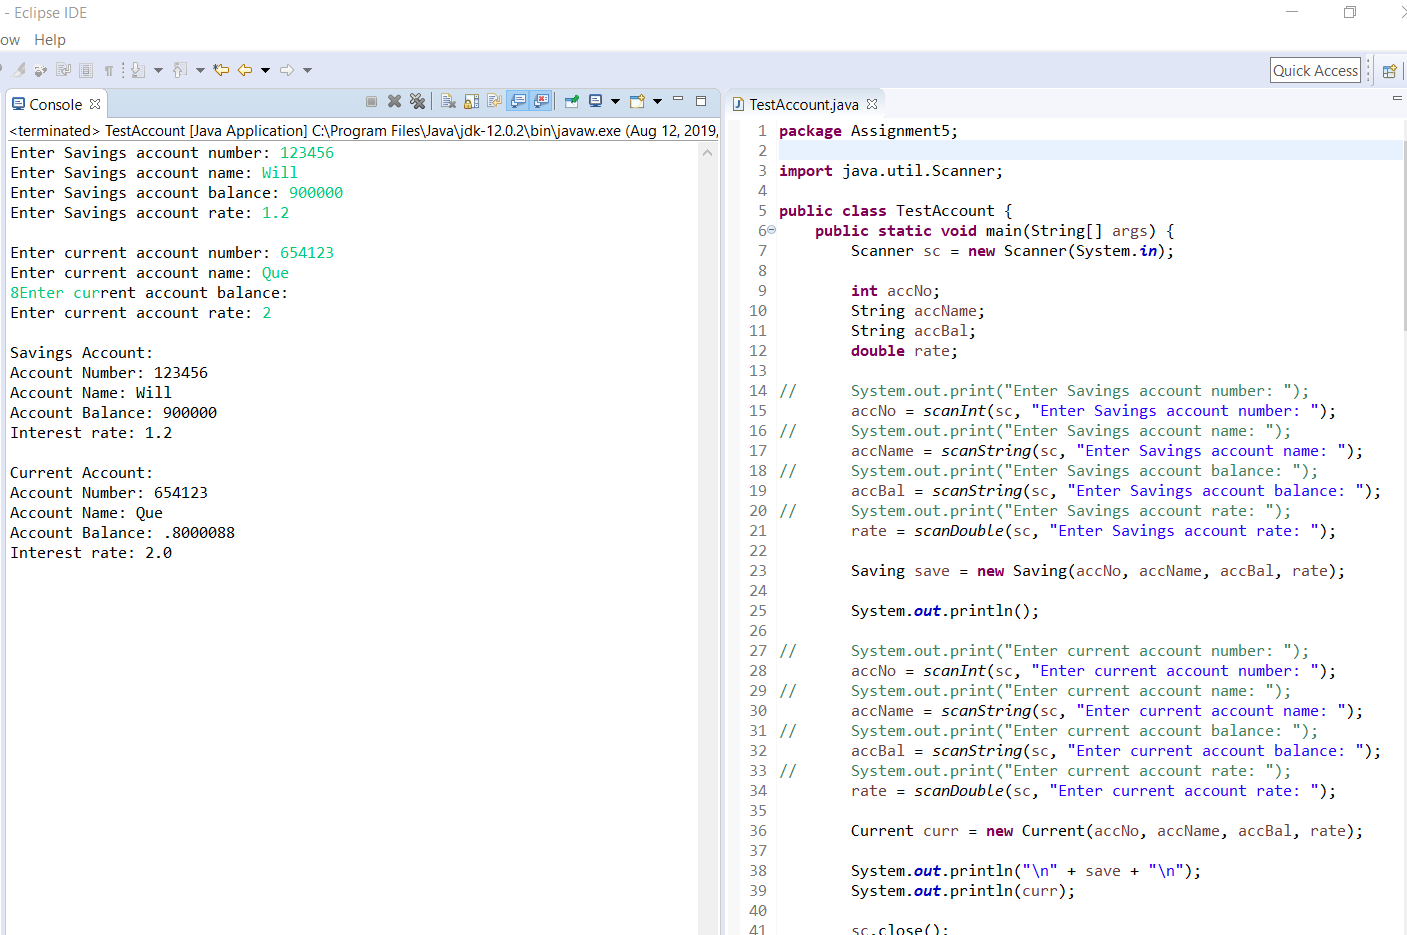 - Eclipse IDE
ow Help
Quick Access
Console
<terminated> TestAccount [Java Application] C:\Program Files\Java\jdk-12.0.2\bin\javaw.exe (Aug 12, 2019,
Enter Savings account number: 123456
Enter Savings account name: Will
Enter Savings account balance: 900000
Enter Savings account rate: 1.2
Enter current account number: 654123
Enter current account name: Que
8Enter current account balance:
Enter current account rate: 2
Savings Account:
Account Number: 123456
Account Name: Will
Account Balance: 900000
Interest rate: 1.2
Current Account:
Account Number: 654123
Account Name: Que
Account Balance: .8000088
Interest rate: 2.0
TestAccount.java
1 package Assignment5;
2
3 import java.util.Scanner;
4
5 public class TestAccount {
6 public static void main(String[] args) {
7 Scanner sc = new Scanner(System.in);
8
9 int accNo;
10 String accName;
11 String accBal;
12 double rate;
13
14 // System.out.print("Enter Savings account number: ");
15 accNo = scanInt(sc, "Enter Savings account number: ");
16 // System.out.print("Enter Savings account name: ");
17 accName = scanString(sc, "Enter Savings account name: ");
18 // System.out.print("Enter Savings account balance: ");
19 accBal = scanString(sc, "Enter Savings account balance: ");
20 // System.out.print("Enter Savings account rate: ");
21 rate = scanDouble(sc, "Enter Savings account rate: ");
22
23 Saving save = new Saving(accNo, accName, accBal, rate);
24
25 System.out.println();
26
27 // System.out.print("Enter current account number: ");
28 accNo = scanInt(sc, "Enter current account number: ");
29 // System.out.print("Enter current account name: ");
30 accName = scanString(sc, "Enter current account name: ");
31 // System.out.print("Enter current account balance: ");
32 accBal = scanString(sc, "Enter current account balance: ");
33 // System.out.print("Enter current account rate: ");
34 rate = scanDouble(sc, "Enter current account rate: ");
35
36 Current curr = new Current(accNo, accName, accBal, rate);
37
38 System.out.println("\n" + save + "\n");
39 System.out.println(curr);
40
41 sc.close();